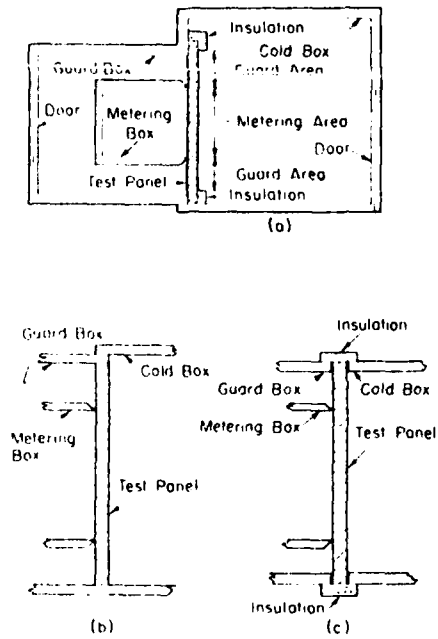 Insulation
Cold Box
Guard Area
Guard Box
Door
Metering
Box
Metering Area
Door
Guard Area
Test Panel
Insulation
(a)
Guard Box
Cold Box
Metering
Box
Test Panel
(b)
Insulation
Guard Box
Cold Box
Metering Box
Test Panel
Insulation
(c)